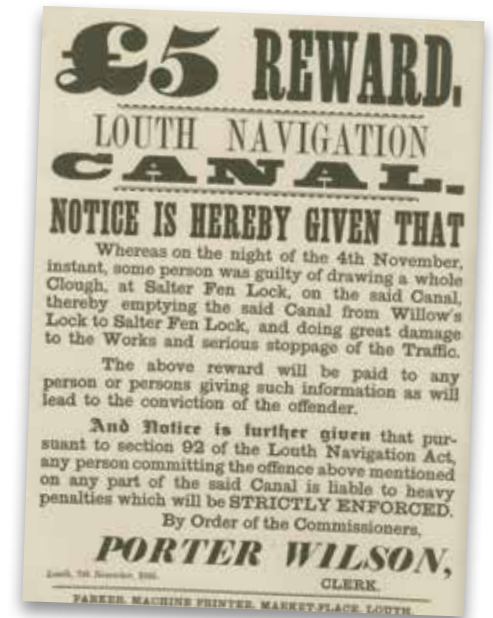 £5 REWARD.
LOUTH NAVIGATION
CANAL.
NOTICE IS HEREBY GIVEN THAT
Whereas on the night of the 4th November,
instant, some person was guilty of drawing a whole
Clough, at Salter Fen Lock, on the said Canal,
thereby emptying the said Canal from Willow's
Lock to Salter Fen Lock, and doing great damage
to the Works and serious stoppage of the Traffic.
The above reward will be paid to any
person or persons giving such information as will
lead to the conviction of the offender.
And Notice is further given that pur-
suant to section 92 of the Louth Navigation Act,
any person committing the offence above mentioned
on any part of the said Canal is liable to heavy
penalties which will be STRICTLY ENFORCED.
By Order of the Commissioners,
PORTER WILSON,
Louth, November,
CLERK.
PARKER, MACHINE PRINTER, MARKET-PLACE, LOUTH.